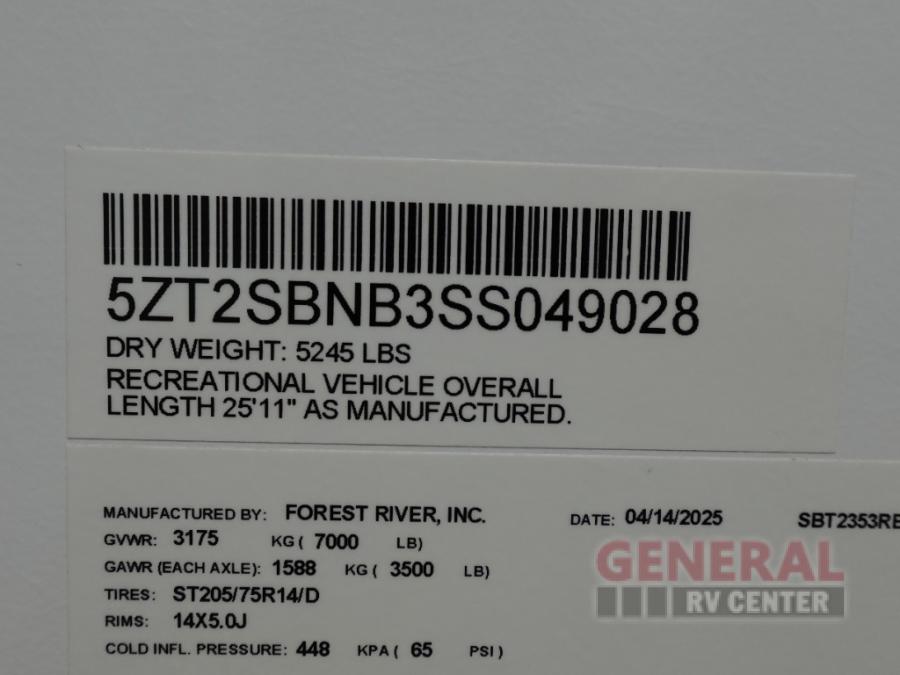 5ZT2SBNB3SS049028
DRY WEIGHT: 5245 LBS
RECREATIONAL VEHICLE OVERALL
LENGTH 25'11" AS MANUFACTURED.
MANUFACTURED BY: FOREST RIVER, INC. DATE: 04/14/2025 SBT2353RE
GVWR: 3175 KG ( 7000 LB)
GAWR (EACH AXLE): 1588 KG ( 3500 LB)
TIRES: ST205/75R14/D
RIMS: 14X5.0J
COLD INFL. PRESSURE: 448 KPA ( 65 PSI )
GENERAL
RV CENTER